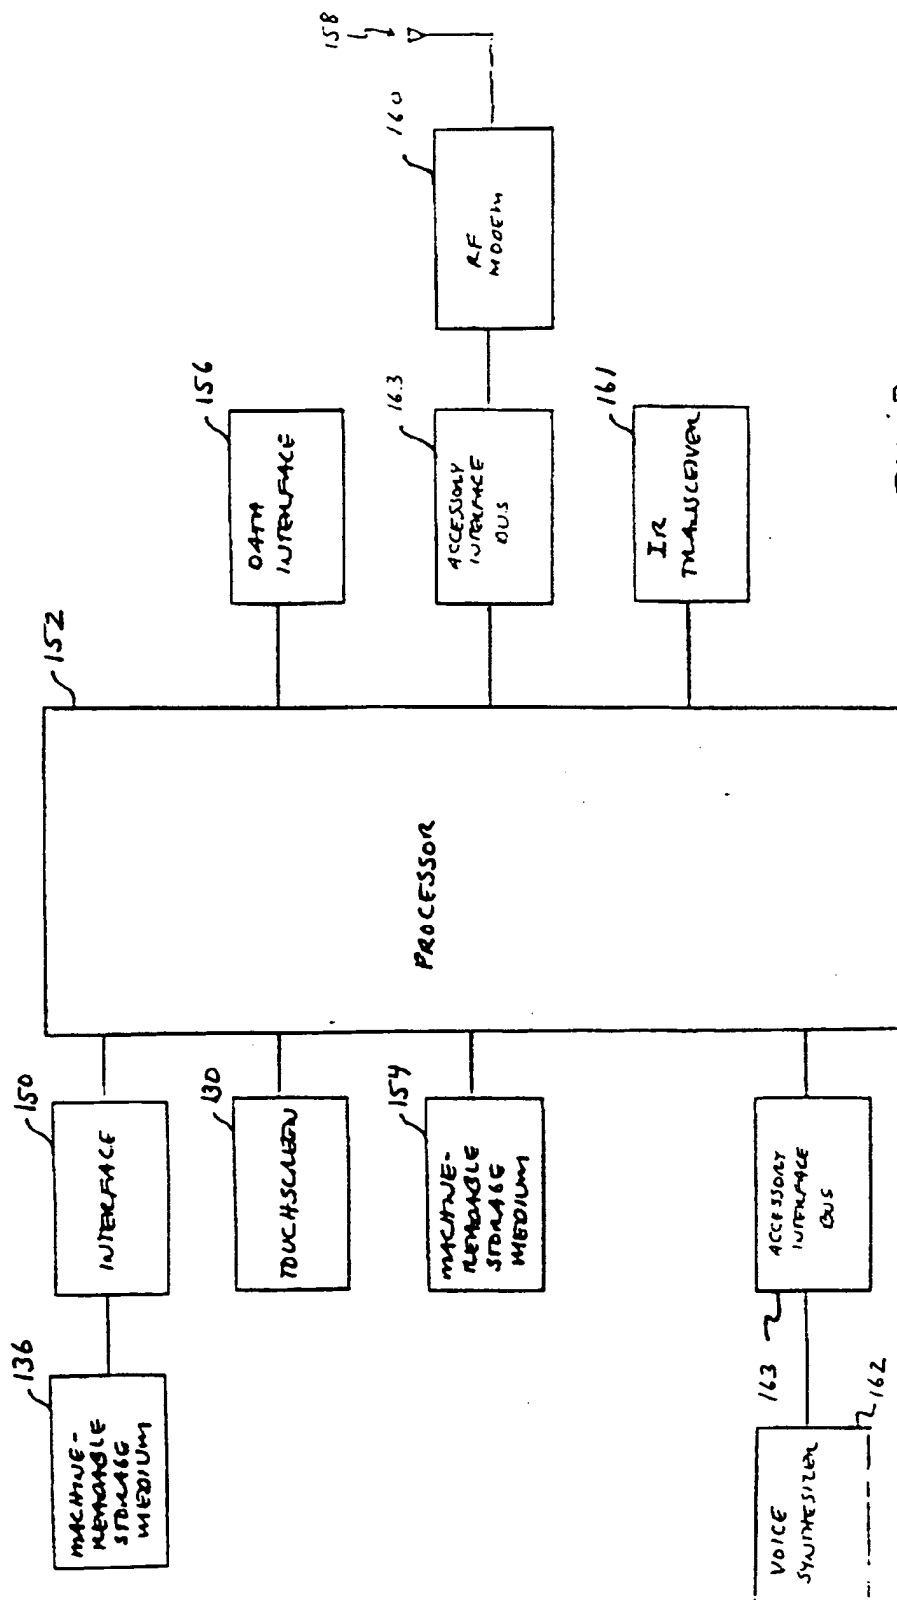 136
MACHINE-
READABLE
STORAGE
MEDIUM
150
INTERFACE
130
TOUCHSCREEN
154
MACHINE-
READABLE
STORAGE
MEDIUM
VOICE
SYNTHESIZER
162
163
ACCESSORY
INTERFACE
BUS
152
PROCESSOR
156
DATA
INTERFACE
163
ACCESSORY
INTERFACE
BUS
161
IR
TRANSCEIVER
160
RF
MODEM
158